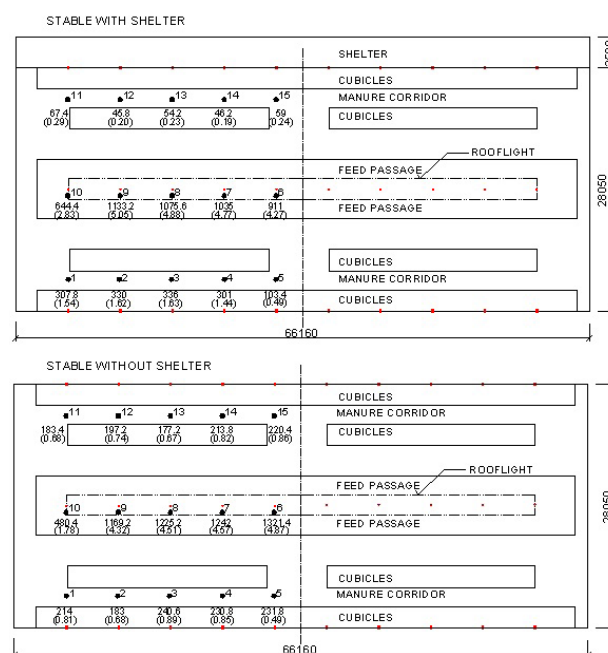 STABLE WITH SHELTER
SHELTER
CUBICLES
11 12 13 14 15
MANURE CORRIDOR
67.4 45.8 54.2 46.2 59
(0.29) (0.20) (0.23) (0.19) (0.24)
CUBICLES
ROOFLIGHT
FEED PASSAGE
10 9 8 7 6
644.4 1133.2 1075.6 1035 911
(2.83) (5.05) (4.88) (4.77) (4.27)
FEED PASSAGE
28050
CUBICLES
1 2 3 4 5
MANURE CORRIDOR
307.8 330 336 301 103.4
(1.54) (1.62) (1.63) (1.44) (0.49)
CUBICLES
66160
STABLE WITHOUT SHELTER
CUBICLES
11 12 13 14 15
MANURE CORRIDOR
183.4 197.2 177.2 213.8 220.4
(0.68) (0.74) (0.67) (0.82) (0.86)
CUBICLES
ROOFLIGHT
FEED PASSAGE
10 9 8 7 6
480.4 1169.2 1225.2 1242 1321.4
(1.78) (4.32) (4.51) (4.57) (4.87)
FEED PASSAGE
28050
CUBICLES
1 2 3 4 5
MANURE CORRIDOR
214 183 240.6 230.8 231.8
(0.81) (0.68) (0.89) (0.85) (0.49)
CUBICLES
66160